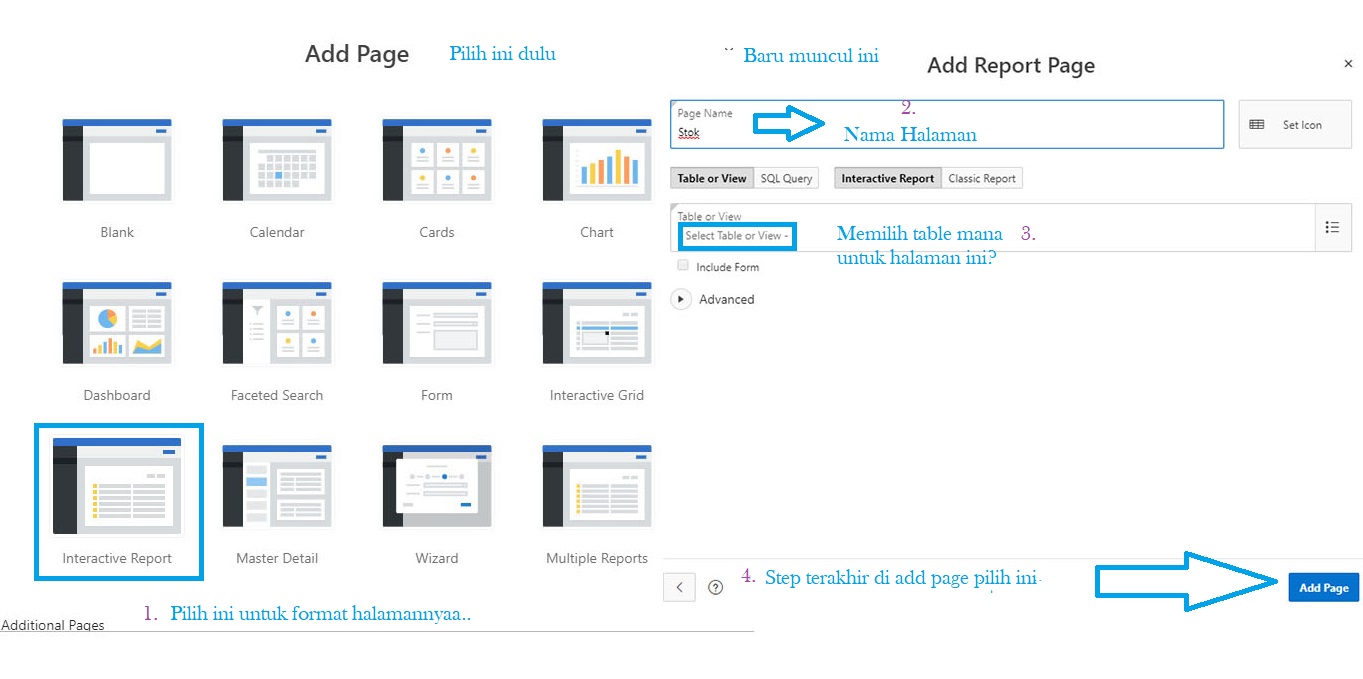 Add Page
Pilih ini dulu
Blank
Calendar
Cards
Chart
Dashboard
Faceted Search
Form
Interactive Grid
Interactive Report
Master Detail
Wizard
Multiple Reports
1. Pilih ini untuk format halamannyaa..
Additional Pages
Baru muncul ini
Add Report Page
×
Page Name
Stok
2.
Nama Halaman
Set Icon
Table or View
SQL Query
Interactive Report
Classic Report
Table or View
Select Table or View -
Memilih table mana 3.
untuk halaman ini?
Include Form
Advanced
4. Step terakhir di add page pilih ini
Add Page